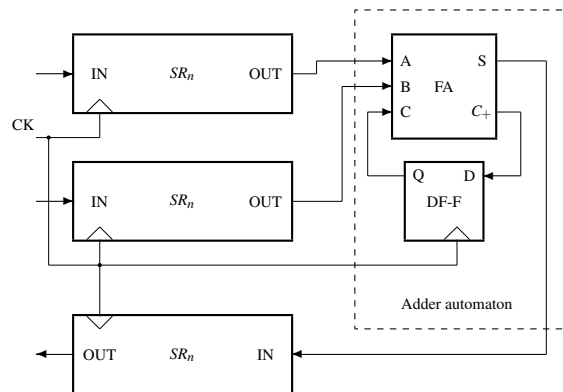 IN SRn OUT
A S
B FA
C C+
CK
IN SRn OUT
Q D
DF-F
Adder automaton
OUT SRn IN